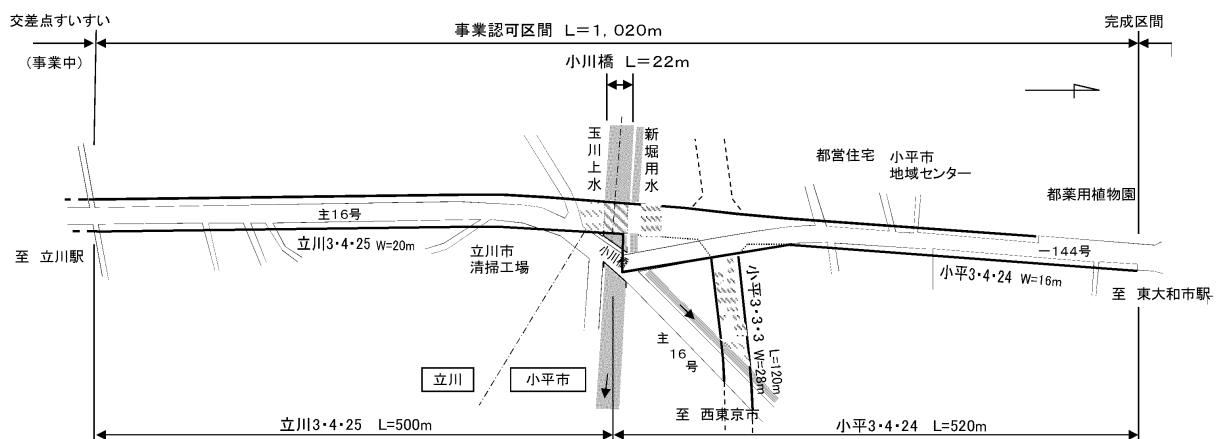 交差点すいすい
事業認可区間 L＝1，020m
完成区間
（事業中）
小川橋 L＝22m
玉川上水
新堀用水
都営住宅
小平市
地域センター
都薬用植物園
主16号
立川3・4・25 W=20m
至 立川駅
立川市
清掃工場
小川橋
一144号
小平3・4・24 W=16m
至 東大和市駅
小平3・3・3 W=28m
L=120m
主16号
立川
小平市
至 西東京市
立川3・4・25 L=500m
小平3・4・24 L=520m